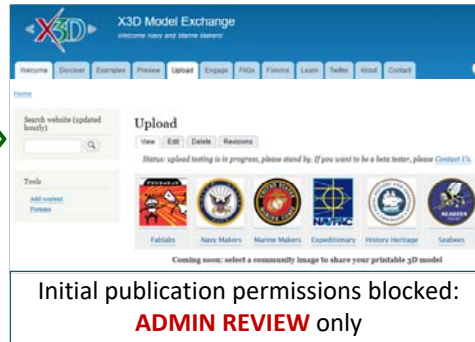 X3D
X3D Model Exchange
Welcome Navy and Marine Makers!
Welcome Discover Examples Preview Upload Engage FAQs Forums Learn Twitter About Contact
Home
Search website (updated hourly)
Tools
Add content
Forums
Upload
View Edit Delete Revisions
Status: upload testing is in progress, please stand by. If you want to be a beta tester, please Contact Us.
NAVFAC
SEABEES
Fablabs Navy Makers Marine Makers Expeditionary History Heritage Seabees
Coming soon: select a community image to share your printable 3D model
Initial publication permissions blocked:
ADMIN REVIEW only